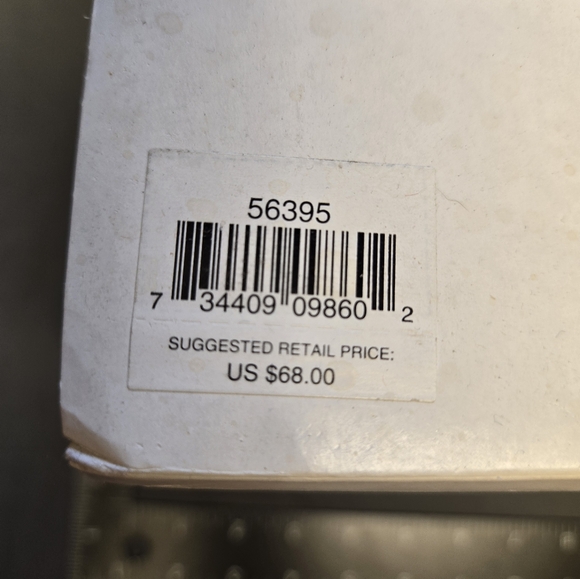 56395
7 34409 09860 2
SUGGESTED RETAIL PRICE:
US $68.00